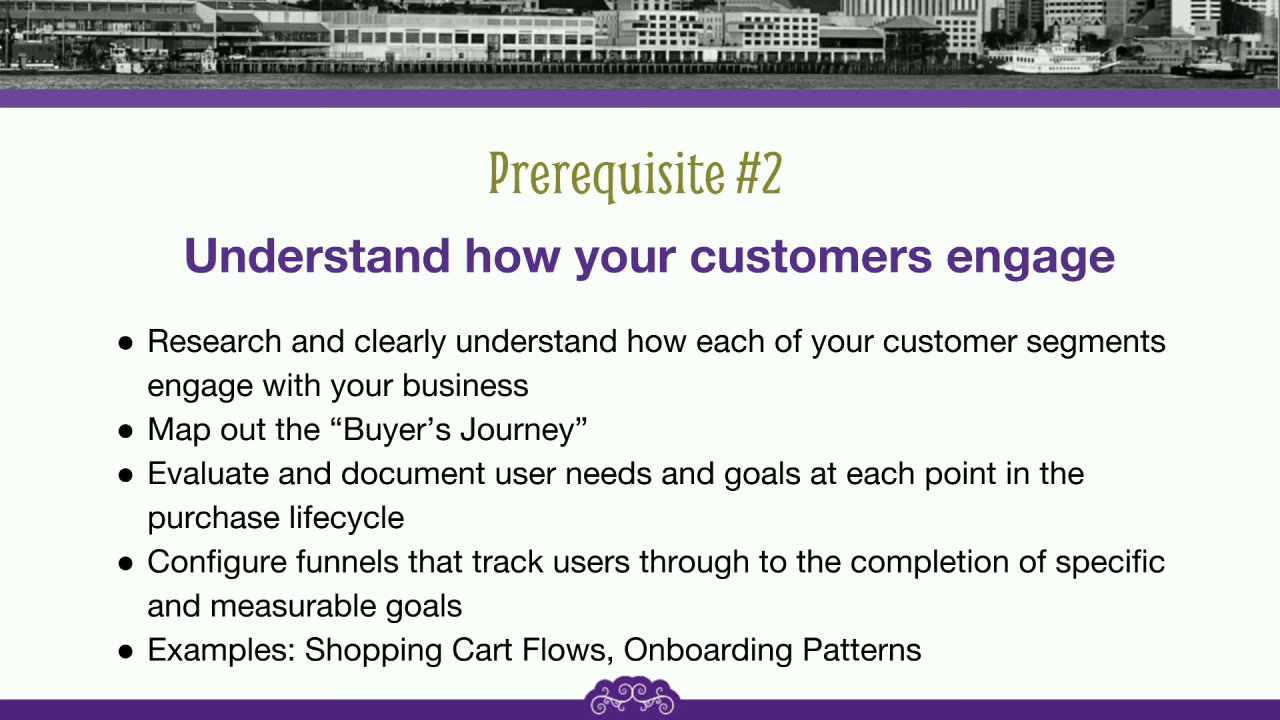 Prerequisite #2
Understand how your customers engage
● Research and clearly understand how each of your customer segments
engage with your business
● Map out the “Buyer’s Journey”
● Evaluate and document user needs and goals at each point in the
purchase lifecycle
● Configure funnels that track users through to the completion of specific
and measurable goals
● Examples: Shopping Cart Flows, Onboarding Patterns